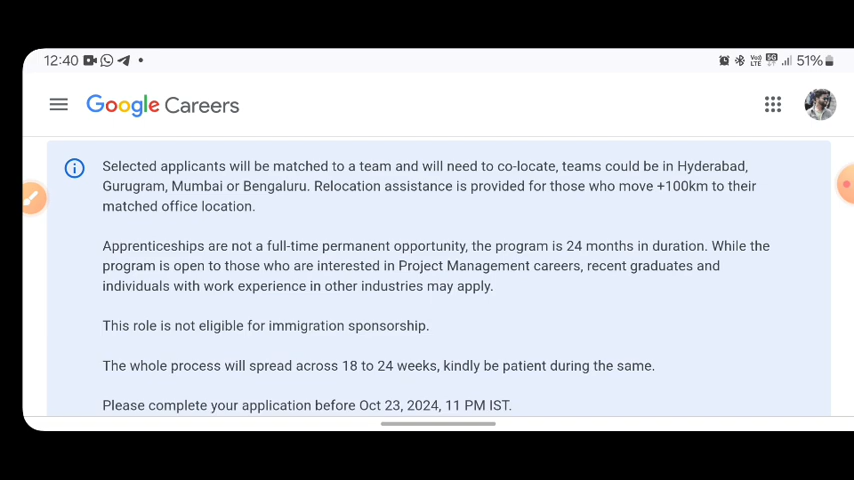 12:40 51%
Google Careers
Selected applicants will be matched to a team and will need to co-locate, teams could be in Hyderabad,
Gurugram, Mumbai or Bengaluru. Relocation assistance is provided for those who move +100km to their
matched office location.
Apprenticeships are not a full-time permanent opportunity, the program is 24 months in duration. While the
program is open to those who are interested in Project Management careers, recent graduates and
individuals with work experience in other industries may apply.
This role is not eligible for immigration sponsorship.
The whole process will spread across 18 to 24 weeks, kindly be patient during the same.
Please complete your application before Oct 23, 2024, 11 PM IST.